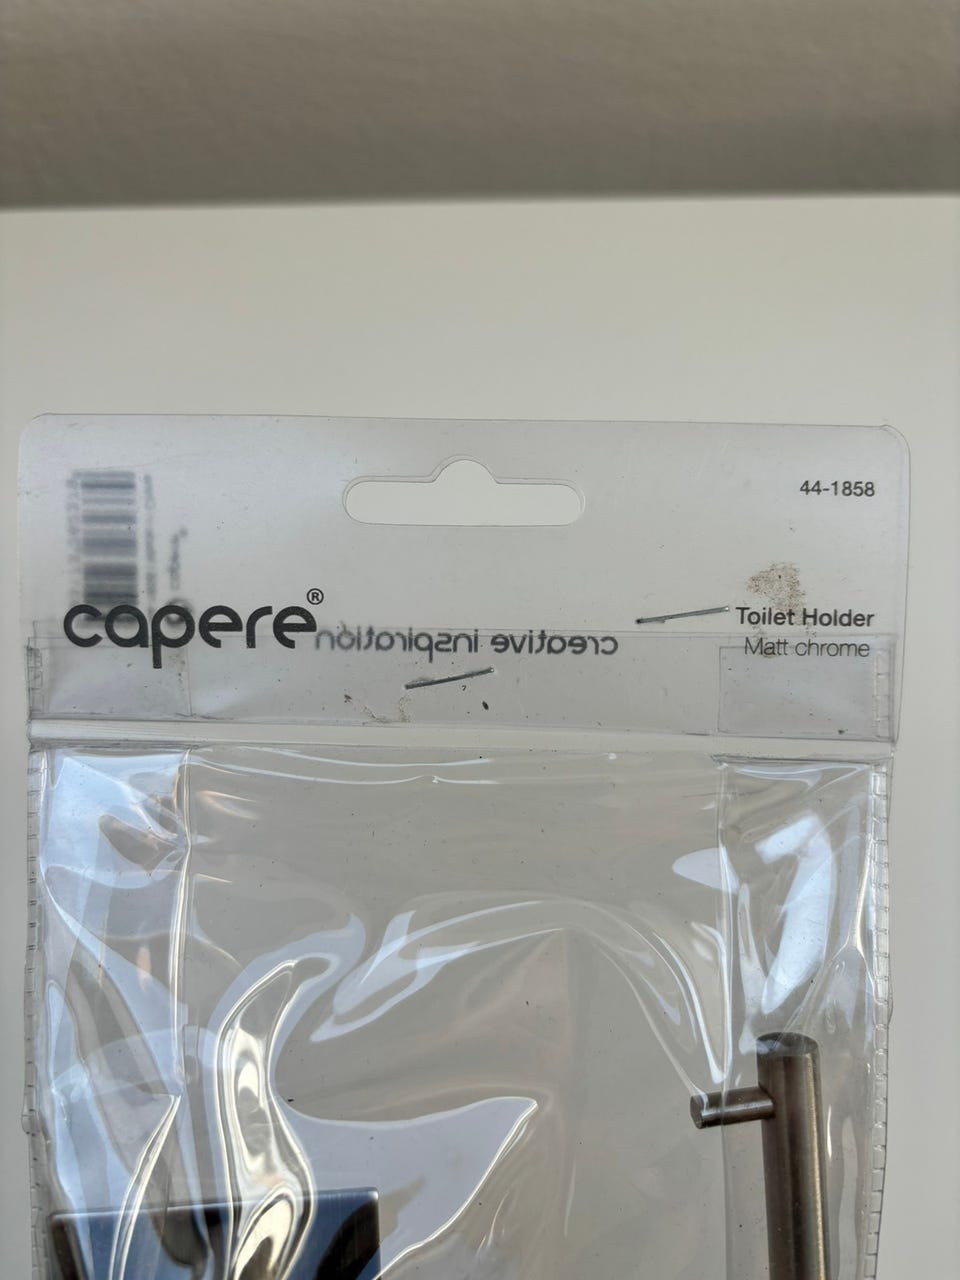 44-1858
capere®
creative inspiration
Toilet Holder
Matt chrome